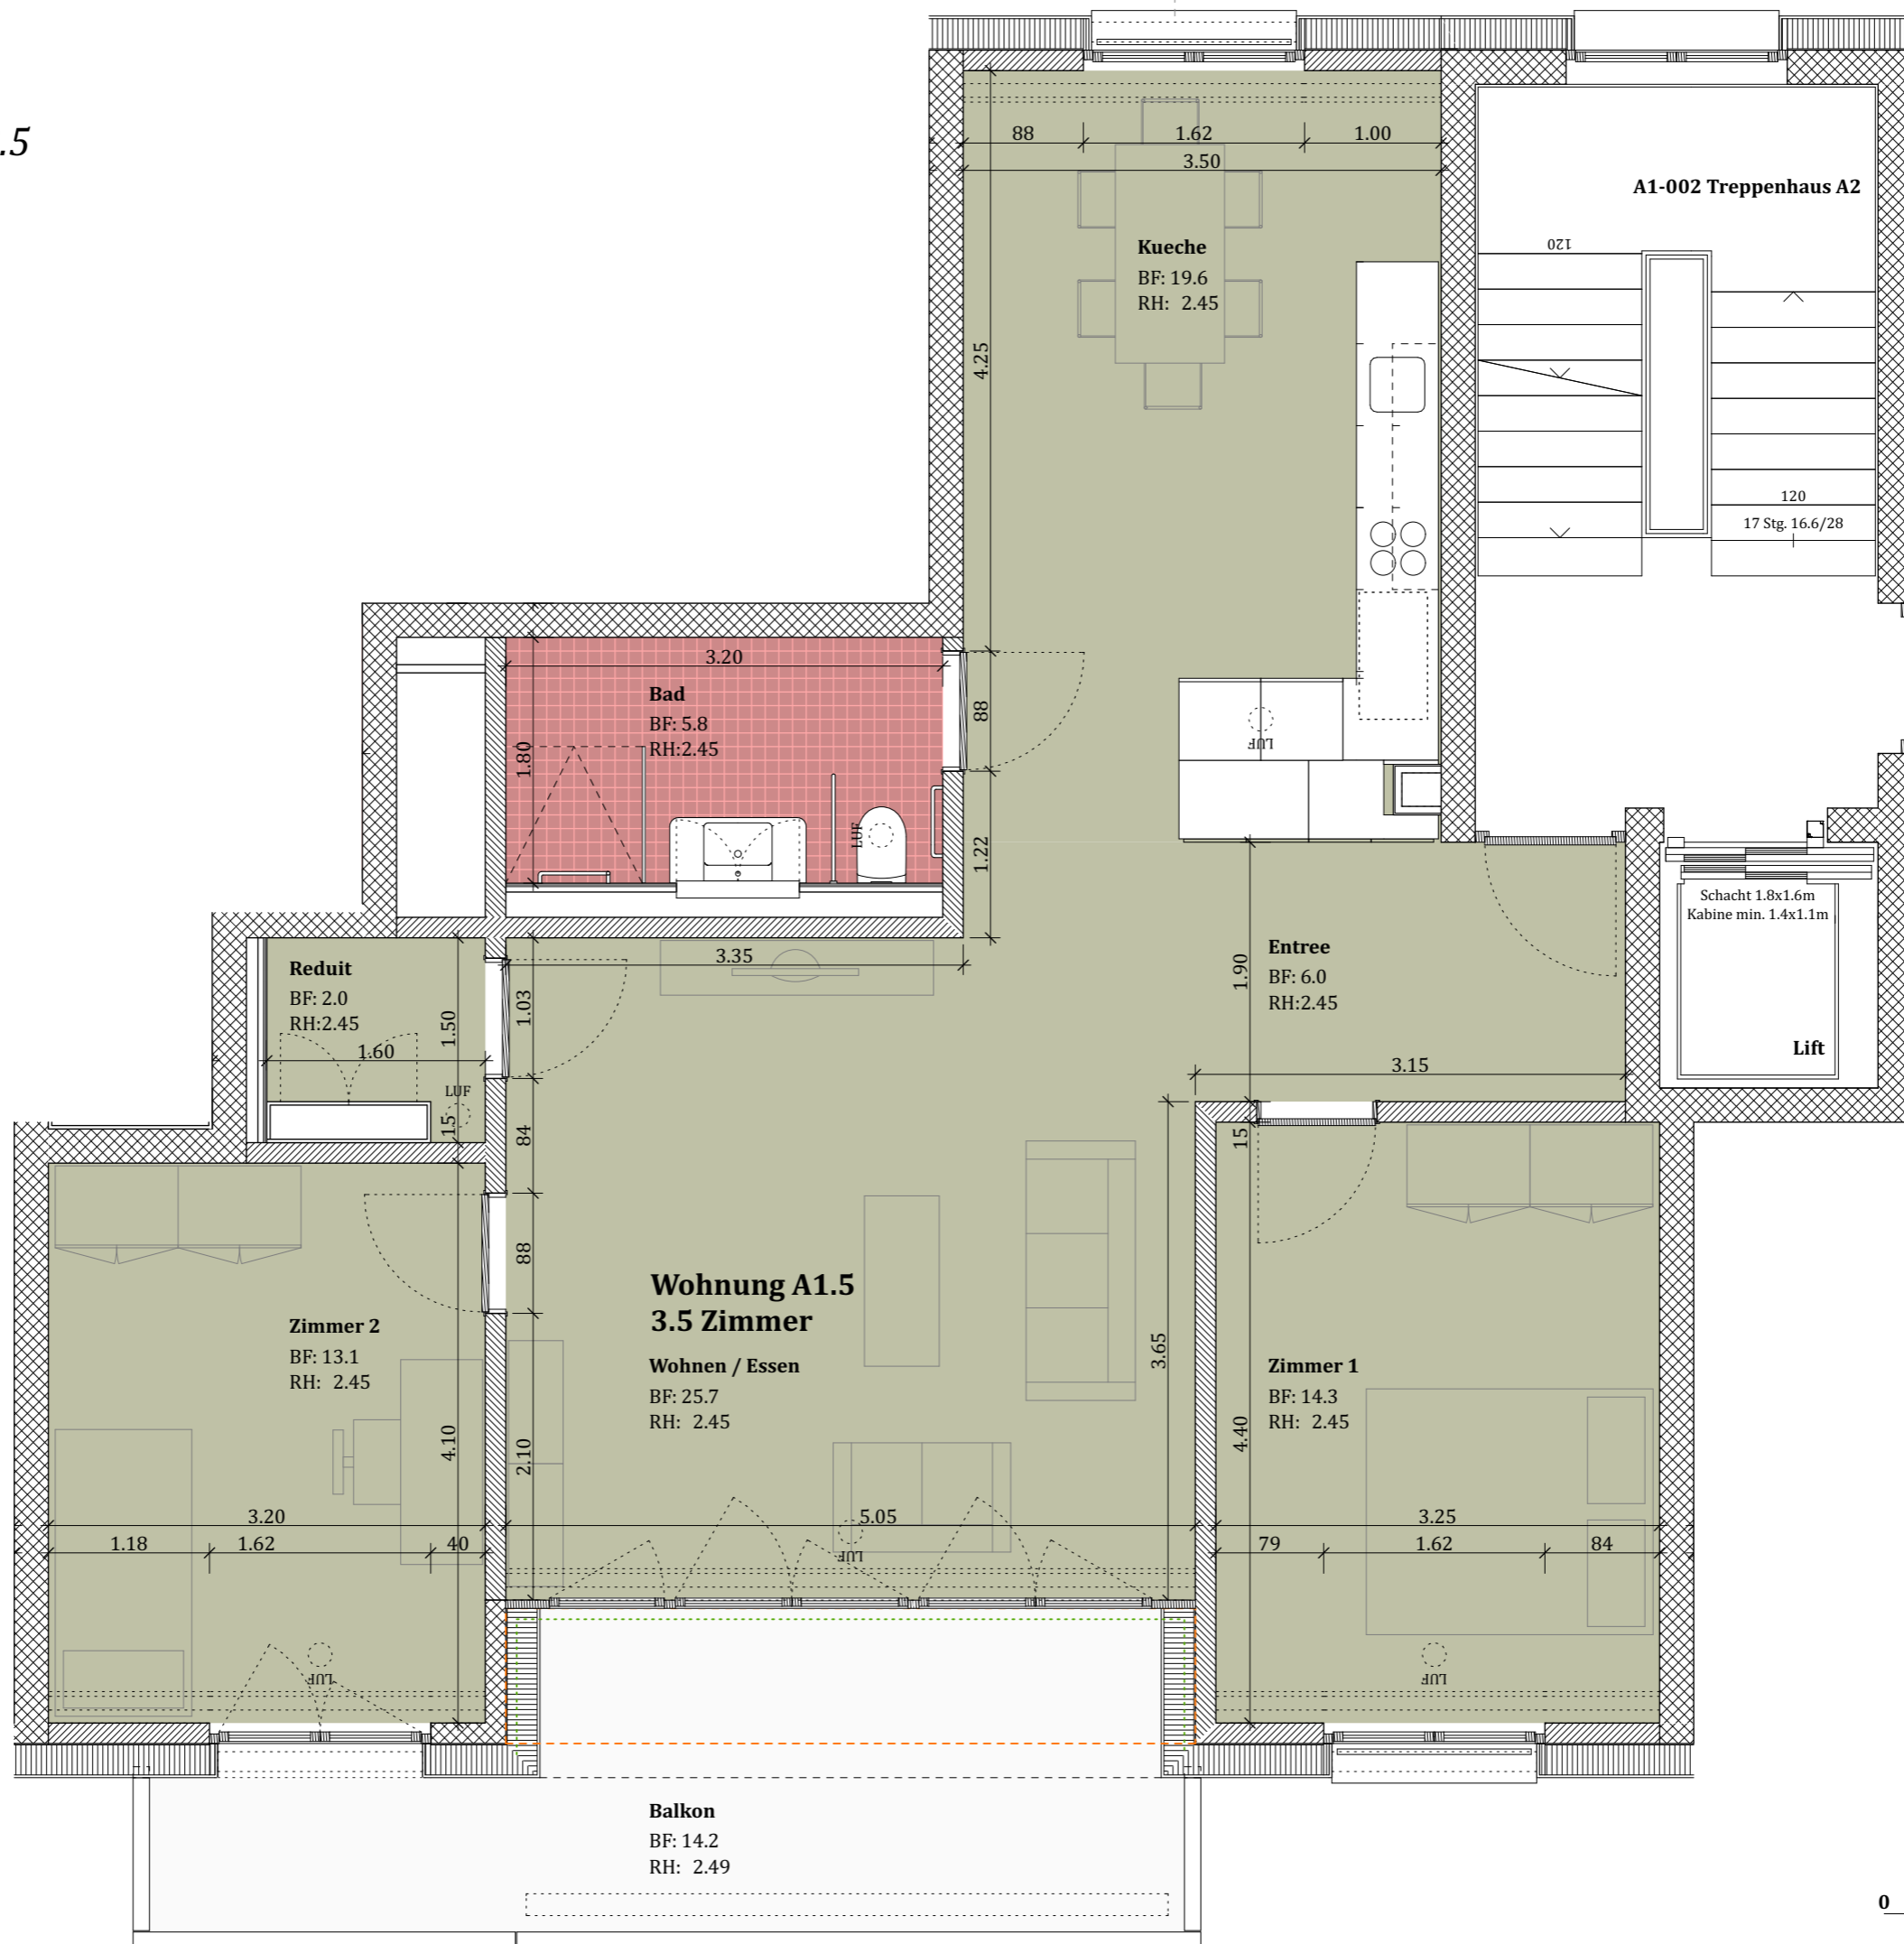 .5
88
1.62
1.00
3.50
A1-002 Treppenhaus A2
120
Kueche
BF: 19.6
RH: 2.45
4.25
120
17 Stg. 16.6/28
3.20
Bad
BF: 5.8
RH:2.45
1.80
88
LUF
LUF
1.22
Schacht 1.8x1.6m
Kabine min. 1.4x1.1m
Lift
Reduit
BF: 2.0
RH:2.45
1.60
1.50
LUF
15
3.35
1.03
84
88
Entree
BF: 6.0
RH:2.45
1.90
3.15
15
Wohnung A1.5
3.5 Zimmer
Wohnen / Essen
BF: 25.7
RH: 2.45
3.65
2.10
5.05
LUF
Zimmer 2
BF: 13.1
RH: 2.45
4.10
3.20
1.18
1.62
40
LUF
Zimmer 1
BF: 14.3
RH: 2.45
4.40
3.25
79
1.62
84
LUF
Balkon
BF: 14.2
RH: 2.49
0